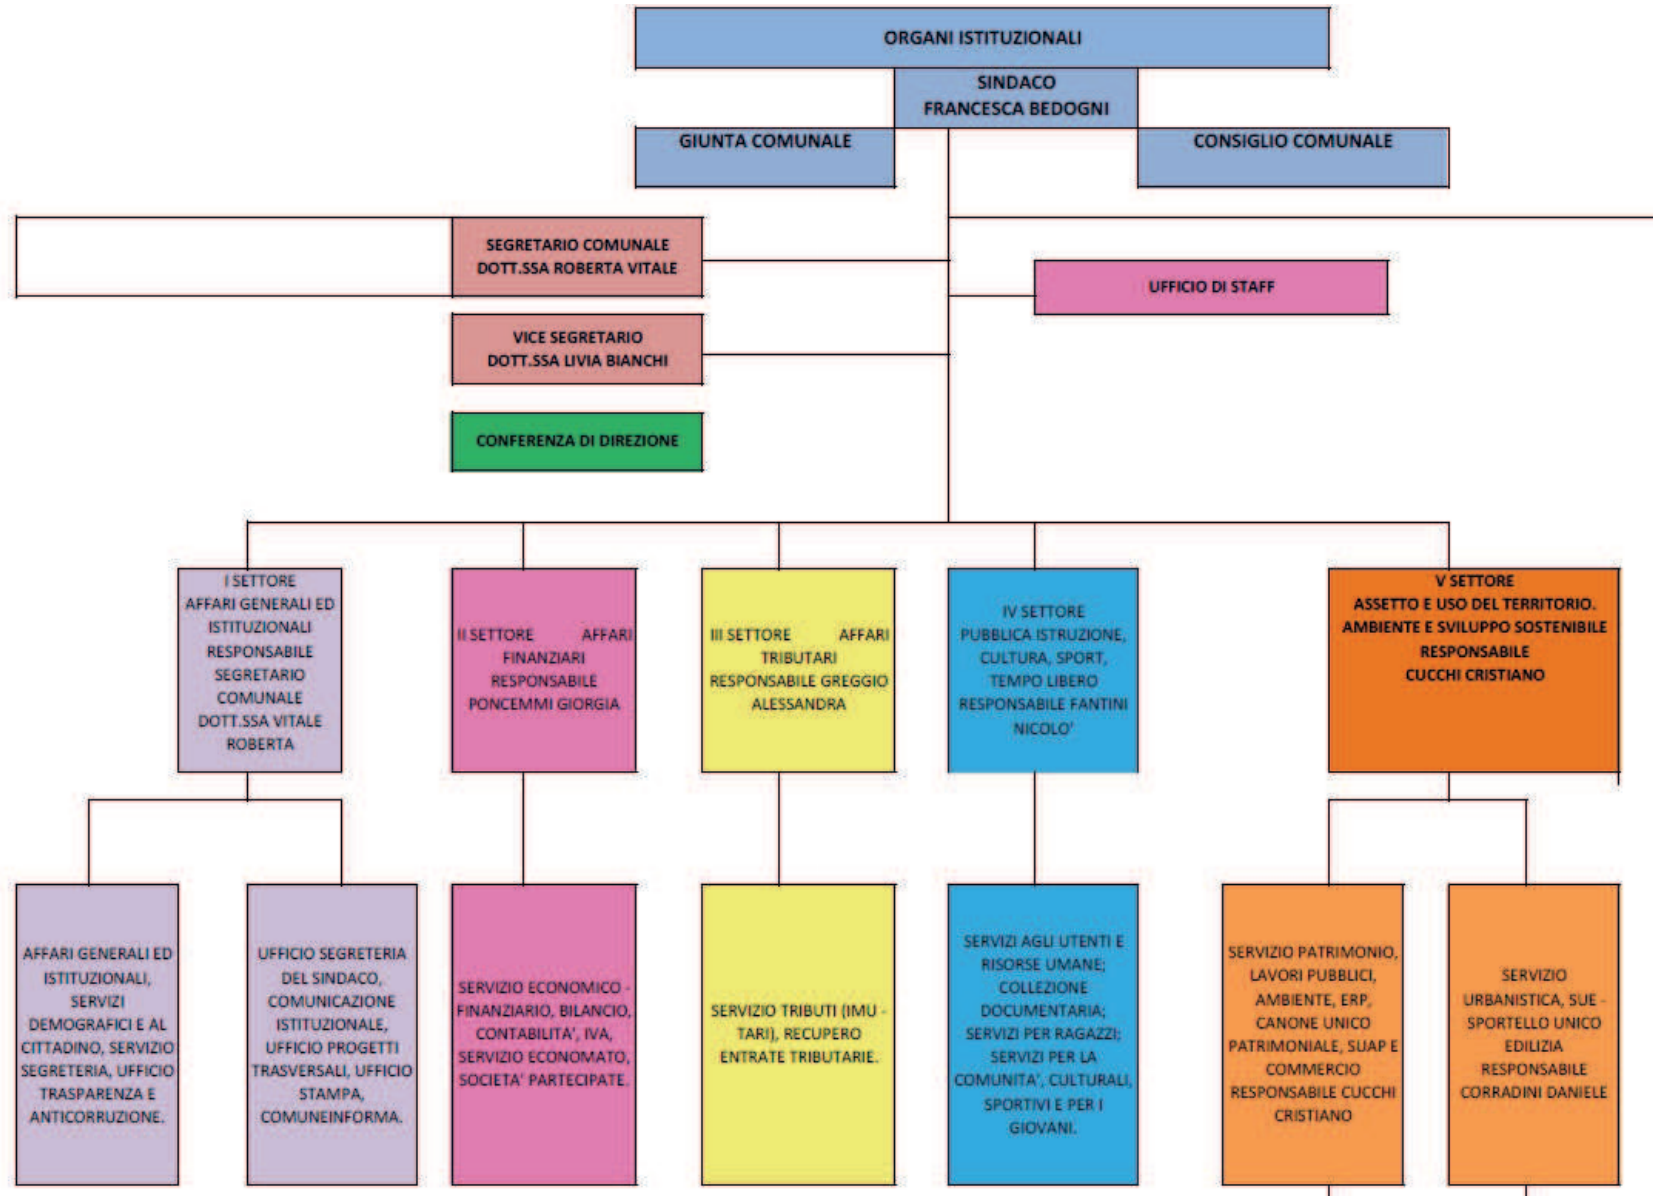 ORGANI ISTITUZIONALI
SINDACO
FRANCESCA BEDOGNI
GIUNTA COMUNALE
CONSIGLIO COMUNALE
SEGRETARIO COMUNALE
DOTT.SSA ROBERTA VITALE
UFFICIO DI STAFF
VICE SEGRETARIO
DOTT.SSA LIVIA BIANCHI
CONFERENZA DI DIREZIONE
I SETTORE
AFFARI GENERALI ED
ISTITUZIONALI
RESPONSABILE
SEGRETARIO
COMUNALE
DOTT.SSA VITALE
ROBERTA
II SETTORE AFFARI
FINANZIARI
RESPONSABILE
PONCEMMI GIORGIA
III SETTORE AFFARI
TRIBUTARI
RESPONSABILE GREGGIO
ALESSANDRA
IV SETTORE
PUBBLICA ISTRUZIONE,
CULTURA, SPORT,
TEMPO LIBERO
RESPONSABILE FANTINI
NICOLO'
V SETTORE
ASSETTO E USO DEL TERRITORIO.
AMBIENTE E SVILUPPO SOSTENIBILE
RESPONSABILE
CUCCHI CRISTIANO
AFFARI GENERALI ED
ISTITUZIONALI,
SERVIZI
DEMOGRAFICI E AL
CITTADINO, SERVIZIO
SEGRETERIA, UFFICIO
TRASPARENZA E
ANTICORRUZIONE.
UFFICIO SEGRETERIA
DEL SINDACO,
COMUNICAZIONE
ISTITUZIONALE,
UFFICIO PROGETTI
TRASVERSALI, UFFICIO
STAMPA,
COMUNEINFORMA.
SERVIZIO ECONOMICO -
FINANZIARIO, BILANCIO,
CONTABILITA', IVA,
SERVIZIO ECONOMATO,
SOCIETA' PARTECIPATE.
SERVIZIO TRIBUTI (IMU -
TARI), RECUPERO
ENTRATE TRIBUTARIE.
SERVIZI AGLI UTENTI E
RISORSE UMANE;
COLLEZIONE
DOCUMENTARIA;
SERVIZI PER RAGAZZI;
SERVIZI PER LA
COMUNITA', CULTURALI,
SPORTIVI E PER I
GIOVANI.
SERVIZIO PATRIMONIO,
LAVORI PUBBLICI,
AMBIENTE, ERP,
CANONE UNICO
PATRIMONIALE, SUAP E
COMMERCIO
RESPONSABILE CUCCHI
CRISTIANO
SERVIZIO
URBANISTICA, SUE -
SPORTELLO UNICO
EDILIZIA
RESPONSABILE
CORRADINI DANIELE